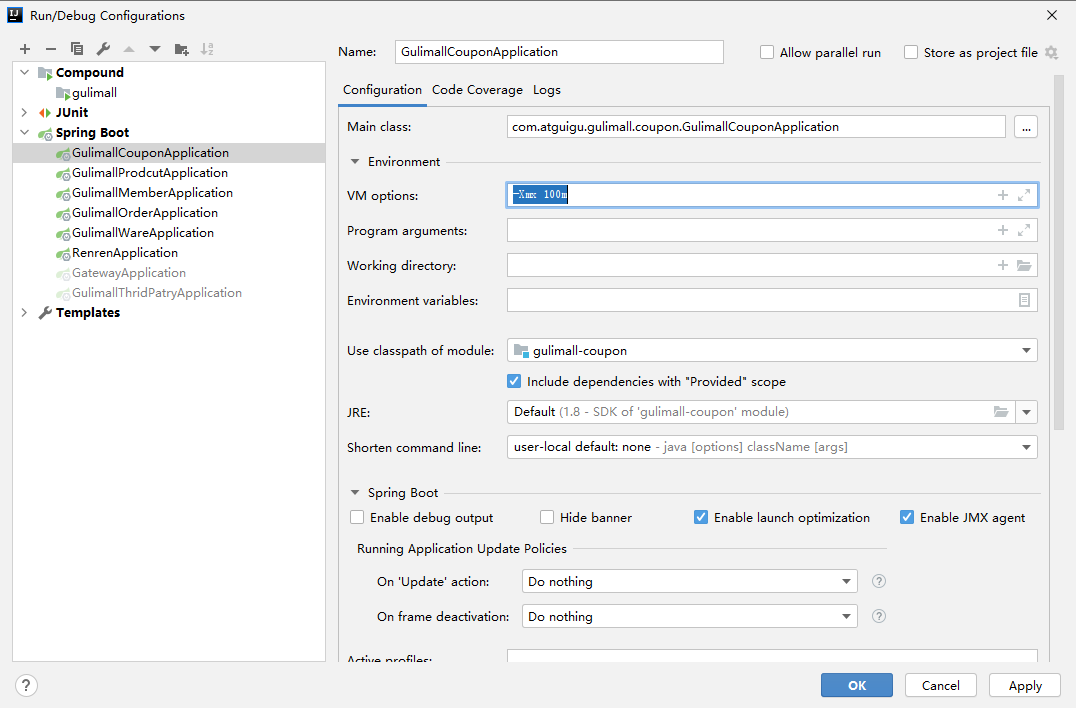 Run/Debug Configurations
Name: GulimallCouponApplication
Allow parallel run
Store as project file
Compound
gulimall
JUnit
Spring Boot
GulimallCouponApplication
GulimallProdcutApplication
GulimallMemberApplication
GulimallOrderApplication
GulimallWareApplication
RenrenApplication
GatewayApplication
GulimallThridPatryApplication
Templates
Configuration Code Coverage Logs
Main class: com.atguigu.gulimall.coupon.GulimallCouponApplication ...
Environment
VM options: -Xmx 100m
Program arguments:
Working directory:
Environment variables:
Use classpath of module: gulimall-coupon
Include dependencies with "Provided" scope
JRE: Default (1.8 - SDK of 'gulimall-coupon' module)
Shorten command line: user-local default: none - java [options] className [args]
Spring Boot
Enable debug output Hide banner Enable launch optimization Enable JMX agent
Running Application Update Policies
On 'Update' action: Do nothing ?
On frame deactivation: Do nothing ?
Active profiles:
? OK Cancel Apply